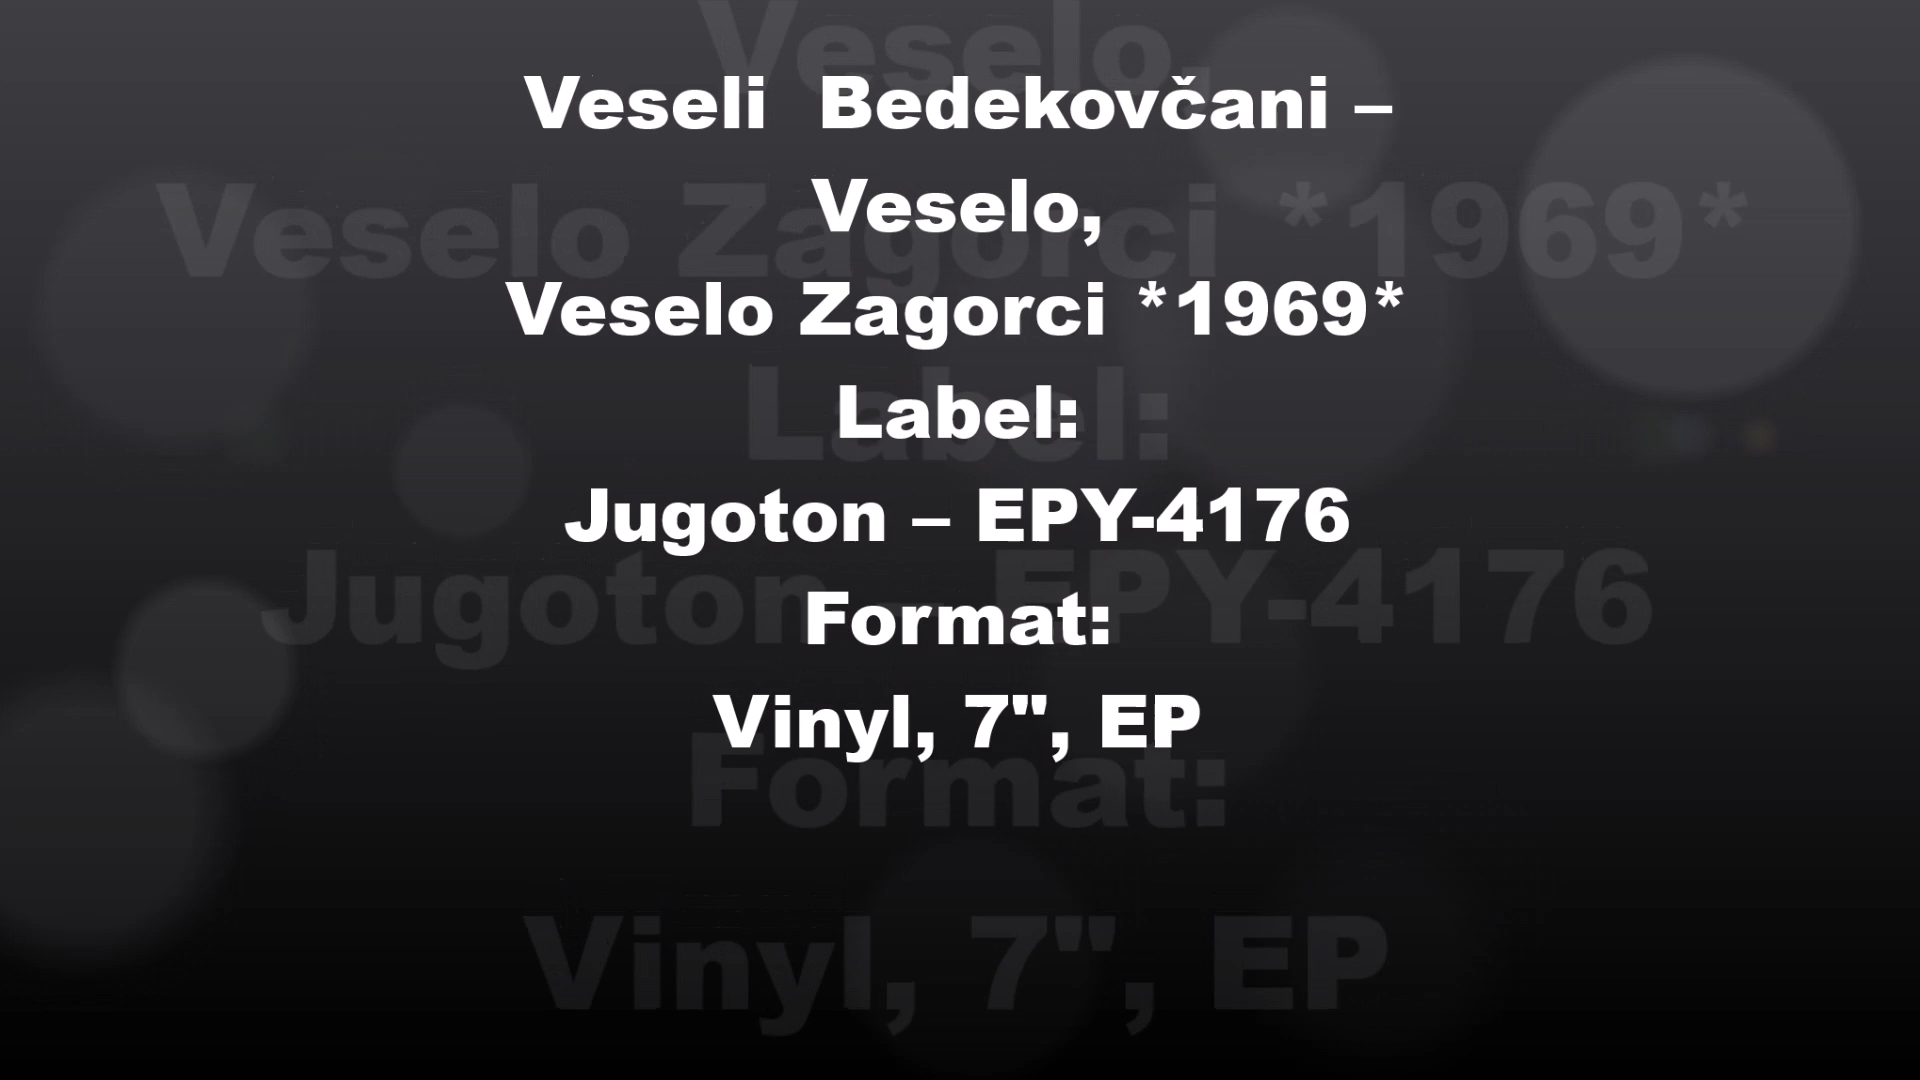 Veseli  Bedekovčani –
Veselo,
Veselo Zagorci *1969*
Label:
Jugoton – EPY-4176
Format:
Vinyl, 7", EP